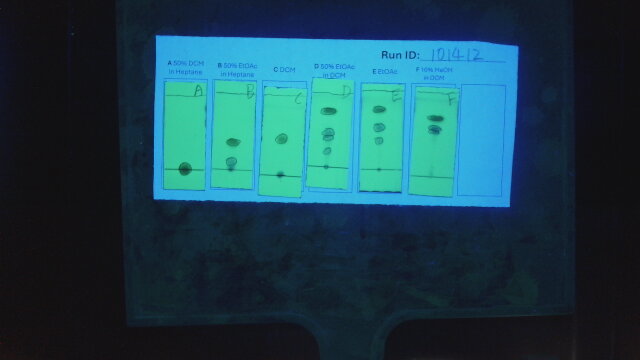 Run ID: 101412
A 50% DCM in Heptane
B 50% EtOAc in Heptane
C DCM
D 50% EtOAc in DCM
E EtOAc
F 10% MeOH in DCM
A
B
C
D
E
F